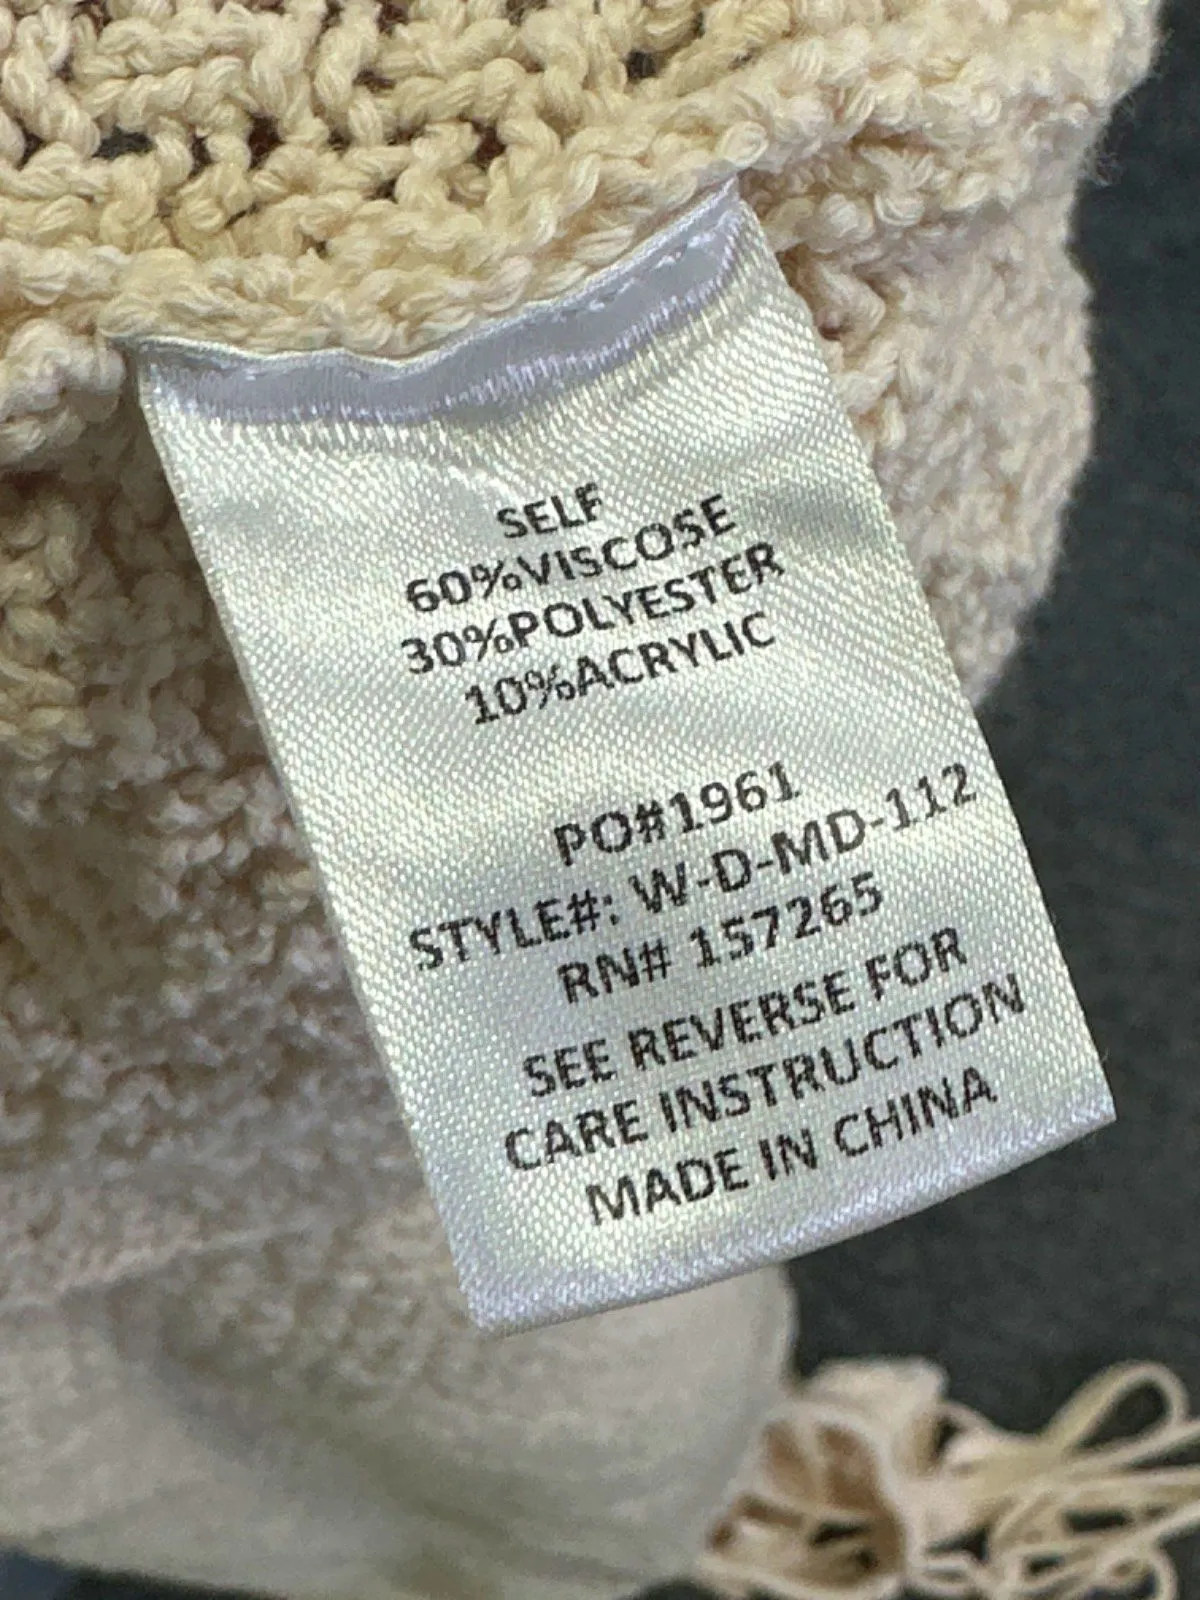 SELF
60%VISCOSE
30%POLYESTER
10%ACRYLIC
PO#1961
STYLE#: W-D-MD-112
RN# 157265
SEE REVERSE FOR
CARE INSTRUCTION
MADE IN CHINA